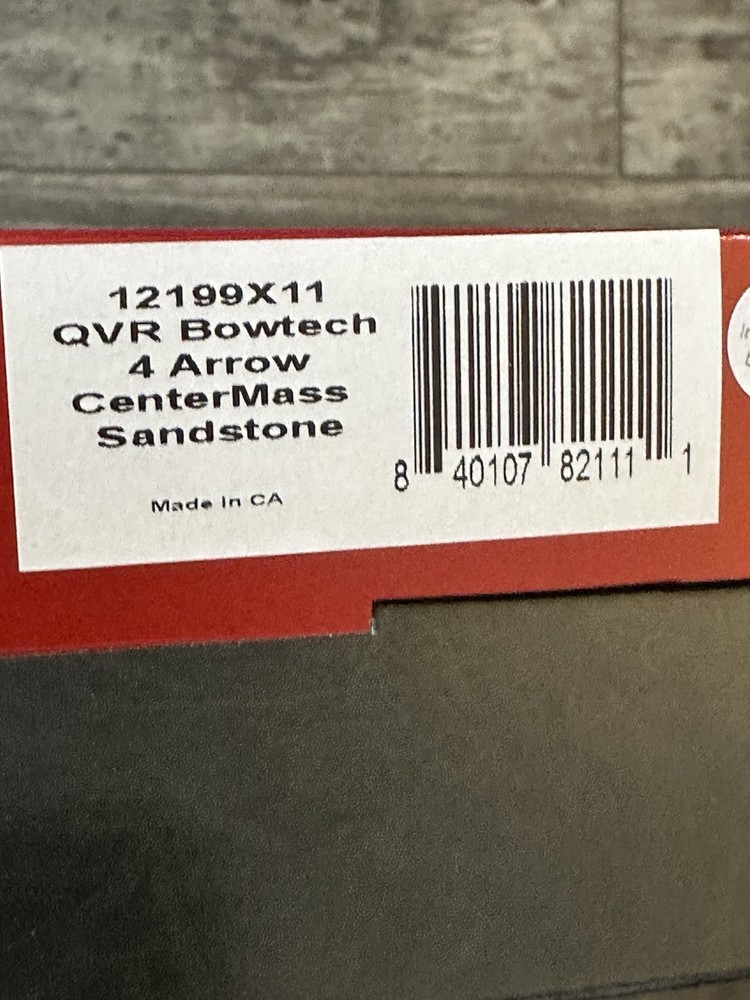 12199X11
QVR Bowtech
4 Arrow
CenterMass
Sandstone
Made in CA
8 40107 82111 1